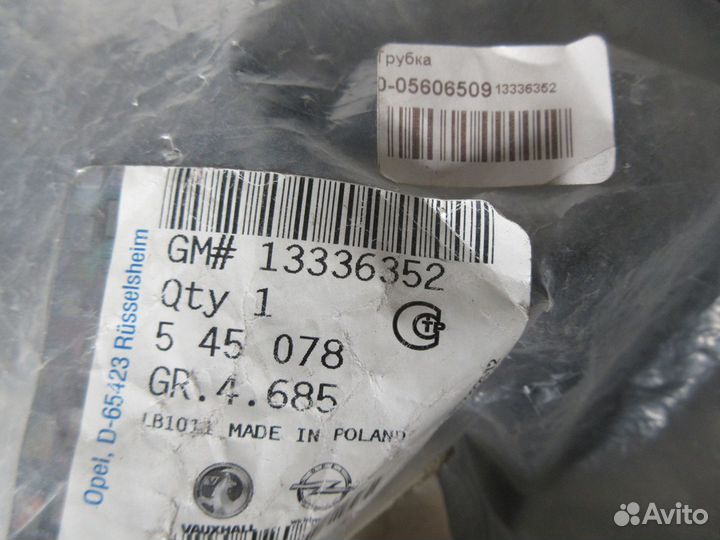 Трубка
0-05606509 13336352
GM# 13336352
Qty 1
5 45 078
GR.4.685
LB1011 MADE IN POLAND
Opel, D-65423 Rüsselsheim
VAUXHALL
OPEL
Avito